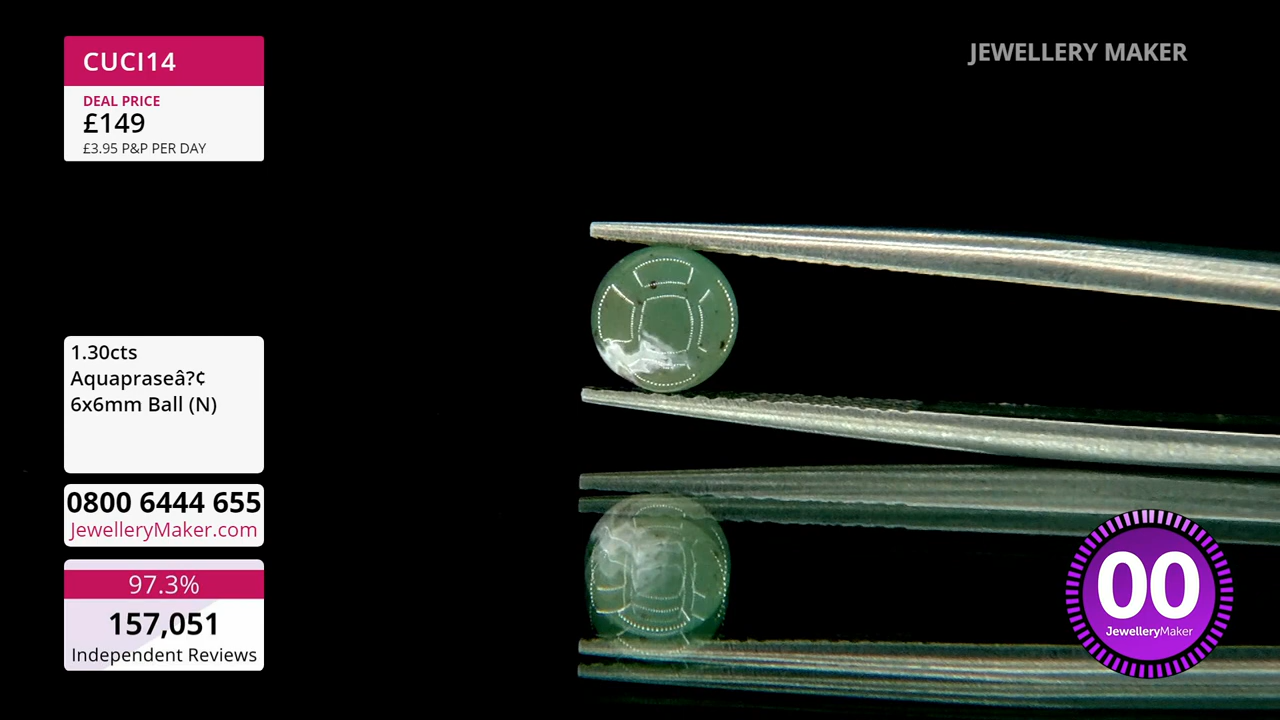 CUCI14
DEAL PRICE
£149
£3.95 P&P PER DAY
JEWELLERY MAKER
1.30cts
Aquapraseâ?¢
6x6mm Ball (N)
0800 6444 655
JewelleryMaker.com
97.3%
157,051
Independent Reviews
00
JewelleryMaker